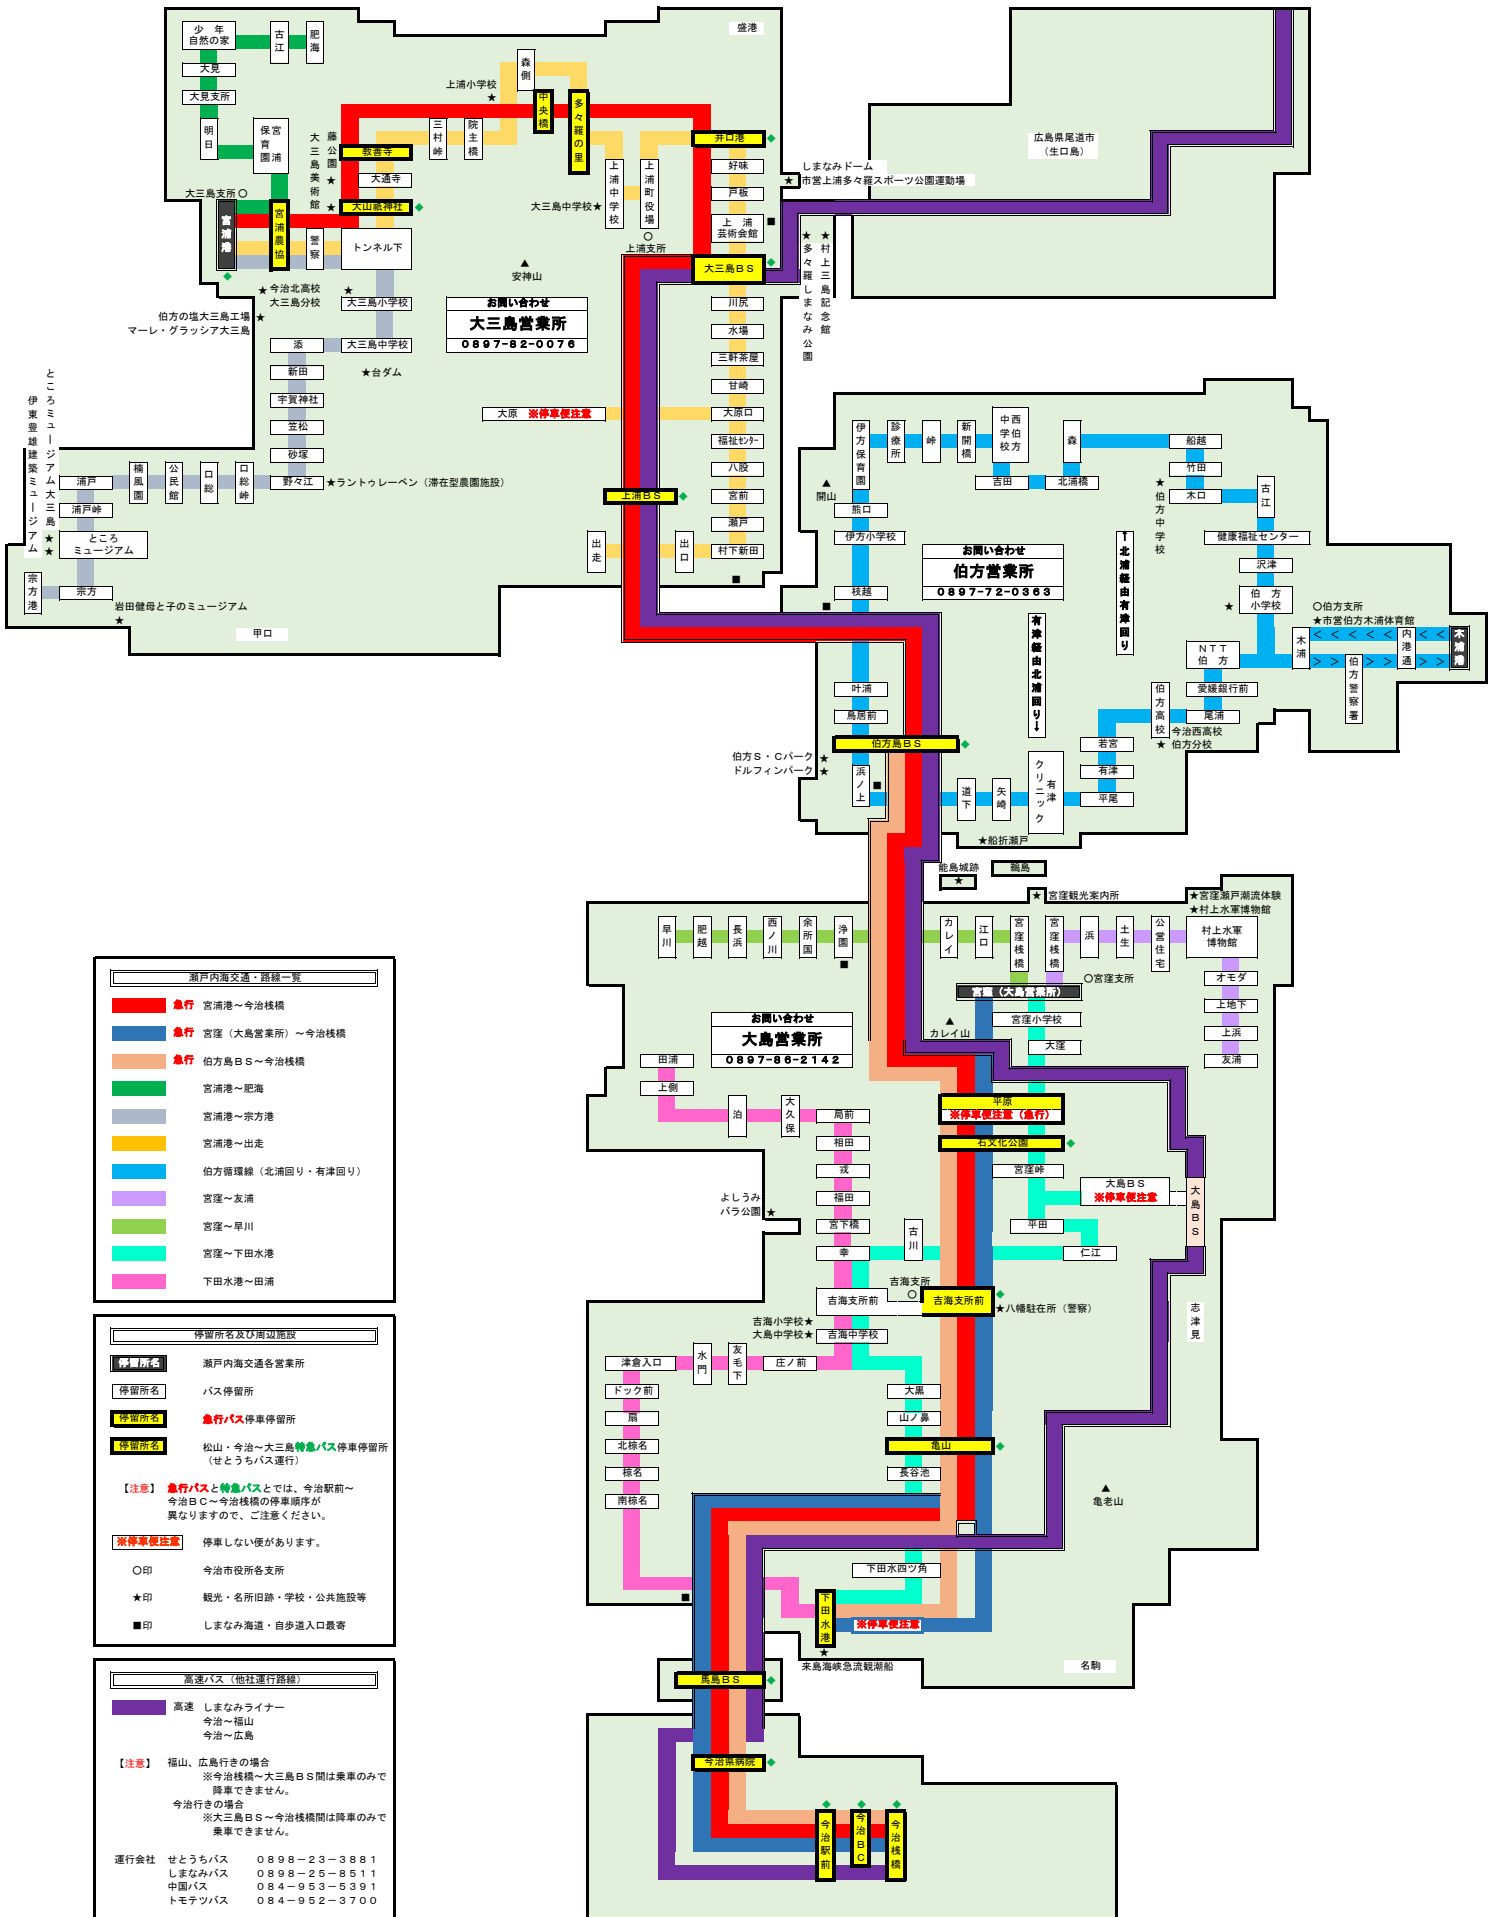 盛港
少年
自然の家
古江
肥海
大見
大見支所
明日
保育園
宮浦
大三島支所〇
宮浦港
宮浦農協
警察
トンネル下
大三島美術館
★
藤公園
★
教善寺
大通寺
大山祇神社
三村峠
院主橋
上浦小学校
★
森側
中央橋
多々羅の里
上浦中学校
大三島中学校★
上浦町役場
〇
上浦支所
井口港
好味
戸板
上浦
芸術会館
■
大三島BS
しまなみドーム
★市営上浦多々羅スポーツ公園運動場
★多々羅しまなみ公園
★村上三島記念館
広島県尾道市
(生口島)
▲
安神山
★今治北高校
大三島分校
★
大三島小学校
伯方の塩大三島工場★
マーレ・グラッシア大三島
お問い合わせ
大三島営業所
0897-82-0076
川尻
水場
三軒茶屋
甘崎
大原口
福祉センター
八股
宮前
瀬戸
村下新田
■
大三島中学校
添
新田
宇賀神社
笠松
砂塚
野々江
★台ダム
大原 ※停車便注意
★ラントゥレーベン(滞在型農園施設)
上浦BS
出走
出口
ところミュージアム大三島★
伊東豊雄建築ミュージアム★
浦戸
楠風園
公民館
口総
口総峠
浦戸峠
ところ
ミュージアム
宗方港
宗方
岩田健母と子のミュージアム
★
甲口
伊方保育園
診療所
峠
新開橋
中学校
西伯方
吉田
森
北浦橋
船越
竹田
木口
古江
★伯方中学校
▲
開山
熊口
伊方小学校
枝越
■
健康福祉センター
沢津
伯方
小学校
★
お問い合わせ
伯方営業所
0897-72-0363
↑北浦経由有津回り
有津経由北浦回り↓
〇伯方支所
★市営伯方木浦体育館
木浦
<<<<<
内港通
<<
木浦港
>>>
伯方警察署
>>
>>
NTT
伯方
愛媛銀行前
尾浦
伯方高校
今治西高校
★伯方分校
若宮
有津
平尾
クリニック
有津
矢崎
道下
叶浦
鳥居前
伯方島BS
伯方S・Cパーク★
ドルフィンパーク★
浜ノ上
■
★船折瀬戸
能島城跡
★
鵜島
★宮窪観光案内所
★宮窪瀬戸潮流体験
★村上水軍博物館
早川
肥越
長浜
西ノ川
余所国
浄園
■
カレイ
江口
宮窪桟橋
宮窪桟橋
浜
土生
公営住宅
村上水軍
博物館
オモダ
上地下
上浜
友浦
〇宮窪支所
宮窪(大島営業所)
宮窪小学校
大窪
▲
カレイ山
お問い合わせ
大島営業所
0897-86-2142
田浦
上側
泊
大久保
局前
相田
戎
福田
宮下橋
幸
平原
※停車便注意(急行)
石文化公園
宮窪峠
大島BS
※停車便注意
大島BS
平田
仁江
古川
よしうみ
バラ公園★
吉海支所
〇
吉海支所前
吉海支所前
★八幡駐在所(警察)
志津見
吉海小学校★
大島中学校★
吉海中学校
津倉入口
水門
友毛下
庄ノ前
ドック前
扇
北椋名
椋名
南椋名
大黒
山ノ鼻
亀山
長谷池
▲
亀老山
下田水四ツ角
■
下田水港
※停車便注意
★
来島海峡急流観潮船
名駒
馬島BS
今治県病院
今治駅前
今治BC
今治桟橋
瀬戸内海交通・路線一覧
急行 宮浦港~今治桟橋
急行 宮窪(大島営業所)~今治桟橋
急行 伯方島BS~今治桟橋
宮浦港~肥海
宮浦港~宗方港
宮浦港~出走
伯方循環線(北浦回り・有津回り)
宮窪~友浦
宮窪~早川
宮窪~下田水港
下田水港~田浦
停留所名及び周辺施設
停留所名 瀬戸内海交通各営業所
停留所名 バス停留所
停留所名 急行バス停車停留所
停留所名 松山・今治~大三島特急バス停車停留所
(せとうちバス運行)
【注意】 急行バスと特急バスとでは、今治駅前~
今治BC~今治桟橋の停車順序が
異なりますので、ご注意ください。
※停車便注意 停車しない便があります。
〇印 今治市役所各支所
★印 観光・名所旧跡・学校・公共施設等
■印 しまなみ海道・自歩道入口最寄
高速バス(他社運行路線)
高速 しまなみライナー
今治~福山
今治~広島
【注意】 福山、広島行きの場合
※今治桟橋~大三島BS間は乗車のみで
降車できません。
今治行きの場合
※大三島BS~今治桟橋間は降車のみで
乗車できません。
運行会社 せとうちバス 0898-23-3881
しまなみバス 0898-25-8511
中国バス 084-953-5391
トモテツバス 084-952-3700